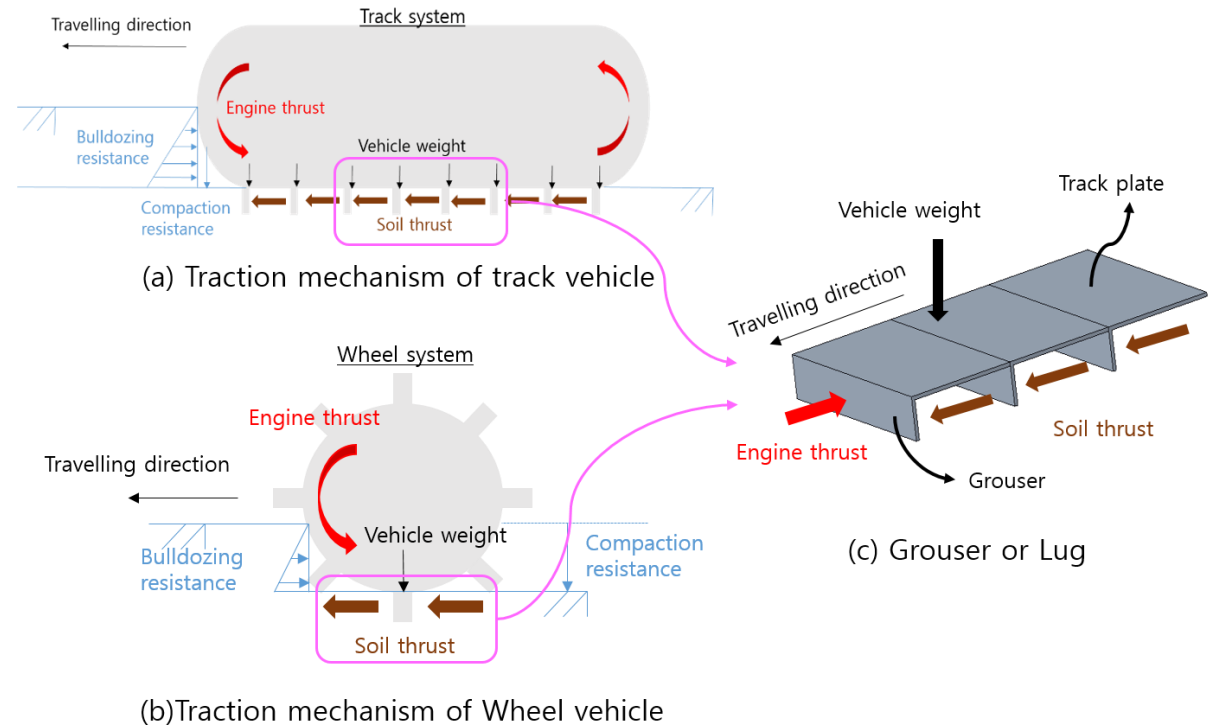 Track system
Travelling direction
Engine thrust
Bulldozing
resistance
Vehicle weight
Compaction
resistance
Soil thrust
(a) Traction mechanism of track vehicle
Wheel system
Engine thrust
Travelling direction
Vehicle weight
Bulldozing
resistance
Compaction
resistance
Soil thrust
(b)Traction mechanism of Wheel vehicle
Track plate
Vehicle weight
Travelling direction
Soil thrust
Engine thrust
Grouser
(c) Grouser or Lug